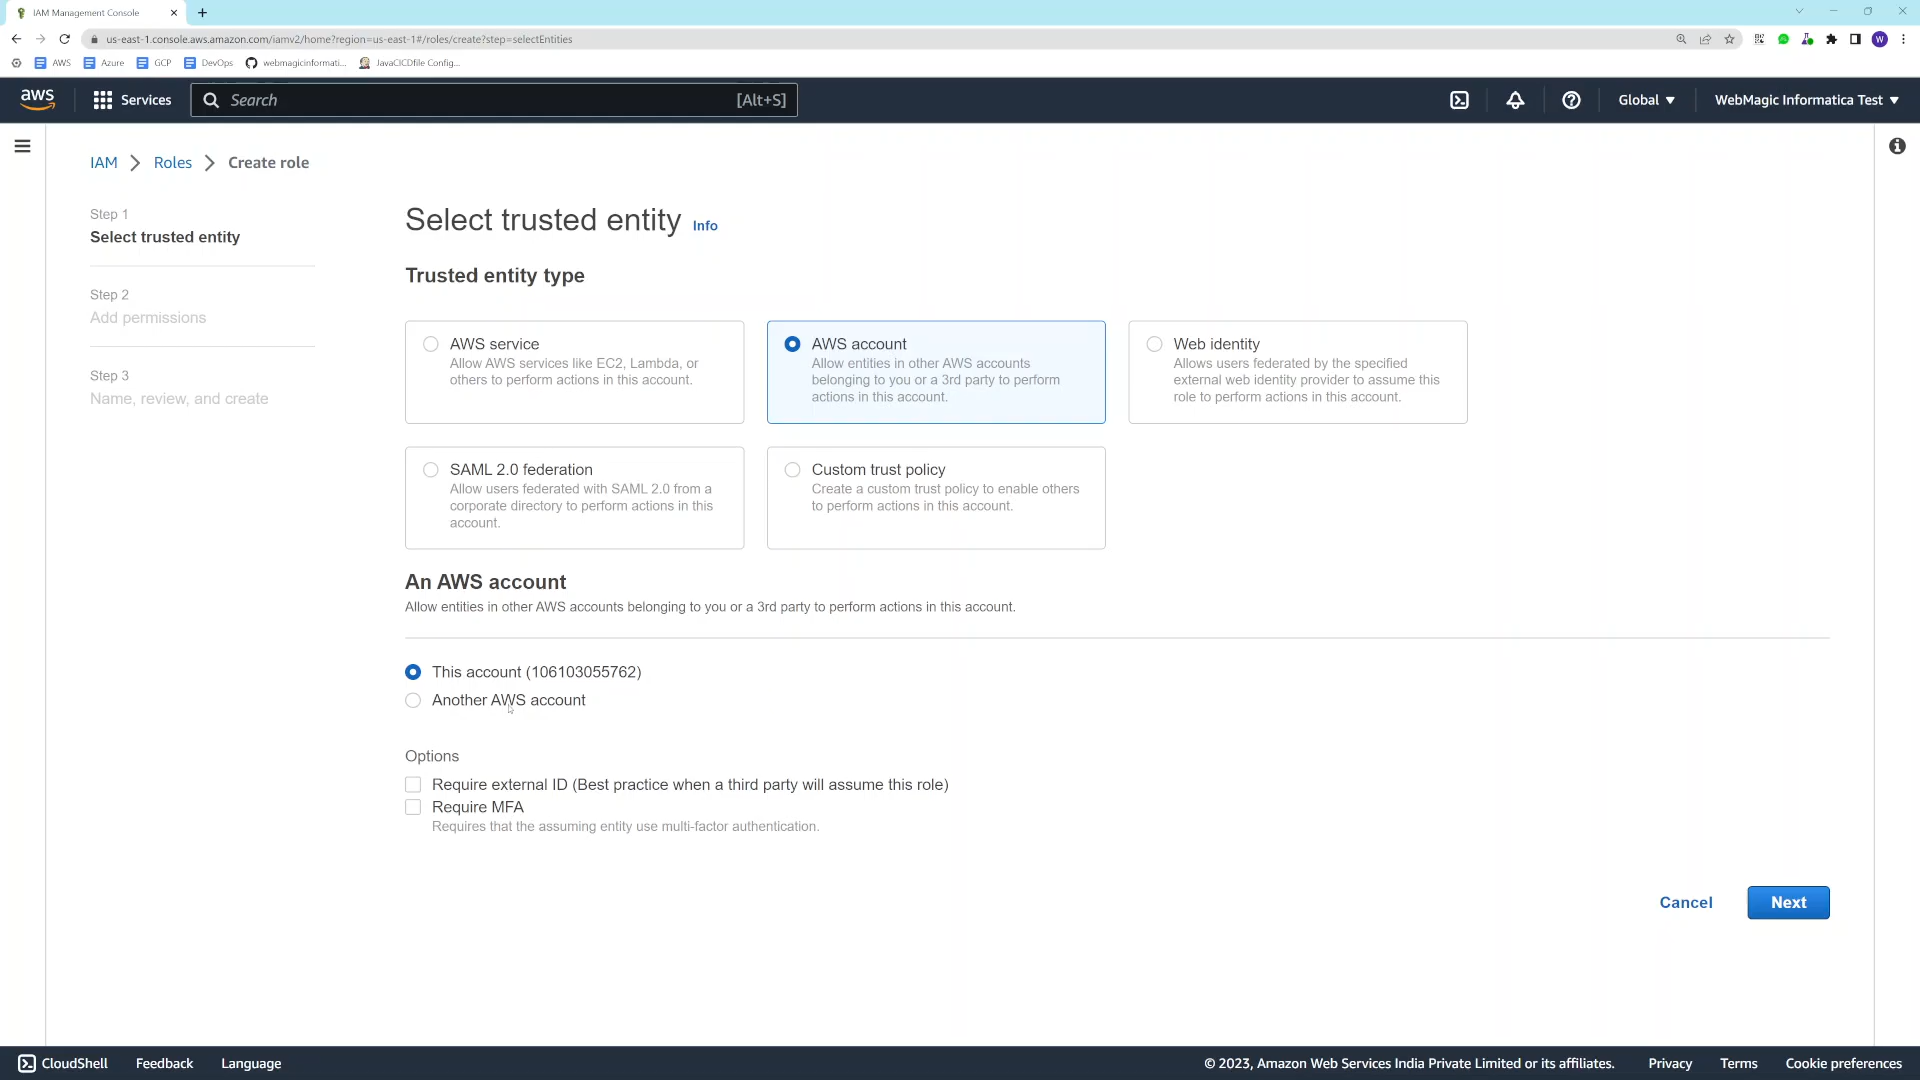 IAM Management Console
us-east-1.console.aws.amazon.com/iamv2/home?region=us-east-1#/roles/create?step=selectEntities
W
AWS
Azure
GCP
DevOps
webmagicinformati...
JavaCICDfile Config...
aws
Services
Search
[Alt+S]
Global
WebMagic Informatica Test
IAM
Roles
Create role
Step 1
Select trusted entity
Step 2
Add permissions
Step 3
Name, review, and create
Select trusted entity Info
Trusted entity type
AWS service
Allow AWS services like EC2, Lambda, or
others to perform actions in this account.
AWS account
Allow entities in other AWS accounts
belonging to you or a 3rd party to perform
actions in this account.
Web identity
Allows users federated by the specified
external web identity provider to assume this
role to perform actions in this account.
SAML 2.0 federation
Allow users federated with SAML 2.0 from a
corporate directory to perform actions in this
account.
Custom trust policy
Create a custom trust policy to enable others
to perform actions in this account.
An AWS account
Allow entities in other AWS accounts belonging to you or a 3rd party to perform actions in this account.
This account (106103055762)
Another AWS account
Options
Require external ID (Best practice when a third party will assume this role)
Require MFA
Requires that the assuming entity use multi-factor authentication.
Cancel
Next
CloudShell
Feedback
Language
© 2023, Amazon Web Services India Private Limited or its affiliates.
Privacy
Terms
Cookie preferences